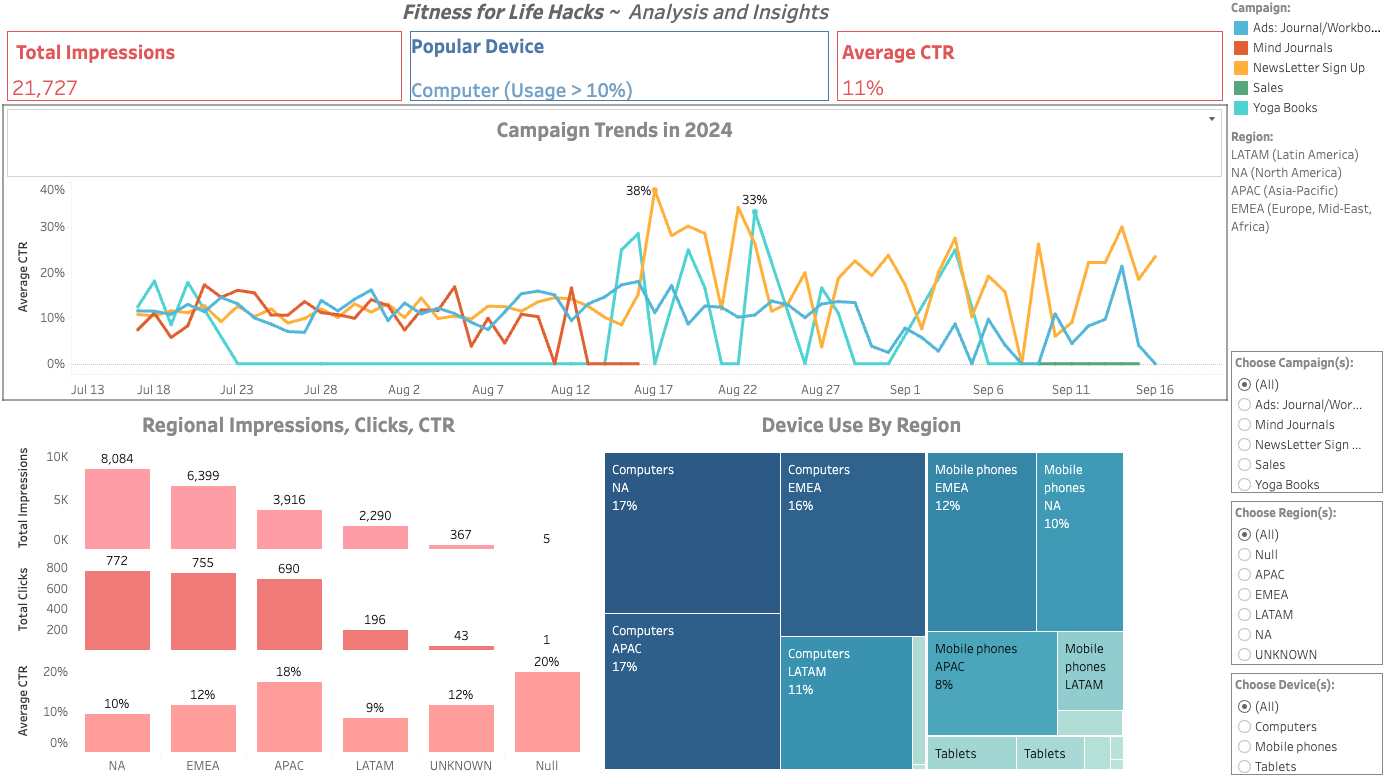 Fitness for Life Hacks ~ Analysis and Insights
Total Impressions
21,727
Popular Device
Computer (Usage > 10%)
Average CTR
11%
Campaign Trends in 2024
38%
33%
Average CTR
40%
30%
20%
10%
0%
Jul 13 Jul 18 Jul 23 Jul 28 Aug 2 Aug 7 Aug 12 Aug 17 Aug 22 Aug 27 Sep 1 Sep 6 Sep 11 Sep 16
Campaign:
Ads: Journal/Workbo...
Mind Journals
NewsLetter Sign Up
Sales
Yoga Books
Region:
LATAM (Latin America)
NA (North America)
APAC (Asia-Pacific)
EMEA (Europe, Mid-East,
Africa)
Regional Impressions, Clicks, CTR
Total Impressions
10K
5K
0K
8,084 6,399 3,916 2,290 367 5
Total Clicks
800
600
400
200
772 755 690 196 43 1
Average CTR
20%
10%
0%
10% 12% 18% 9% 12% 20%
NA EMEA APAC LATAM UNKNOWN Null
Device Use By Region
Computers
NA
17%
Computers
EMEA
16%
Mobile phones
EMEA
12%
Mobile
phones
NA
10%
Computers
APAC
17%
Computers
LATAM
11%
Mobile phones
APAC
8%
Mobile
phones
LATAM
Tablets
Tablets
Choose Campaign(s):
(All)
Ads: Journal/Wor...
Mind Journals
NewsLetter Sign ...
Sales
Yoga Books
Choose Region(s):
(All)
Null
APAC
EMEA
LATAM
NA
UNKNOWN
Choose Device(s):
(All)
Computers
Mobile phones
Tablets